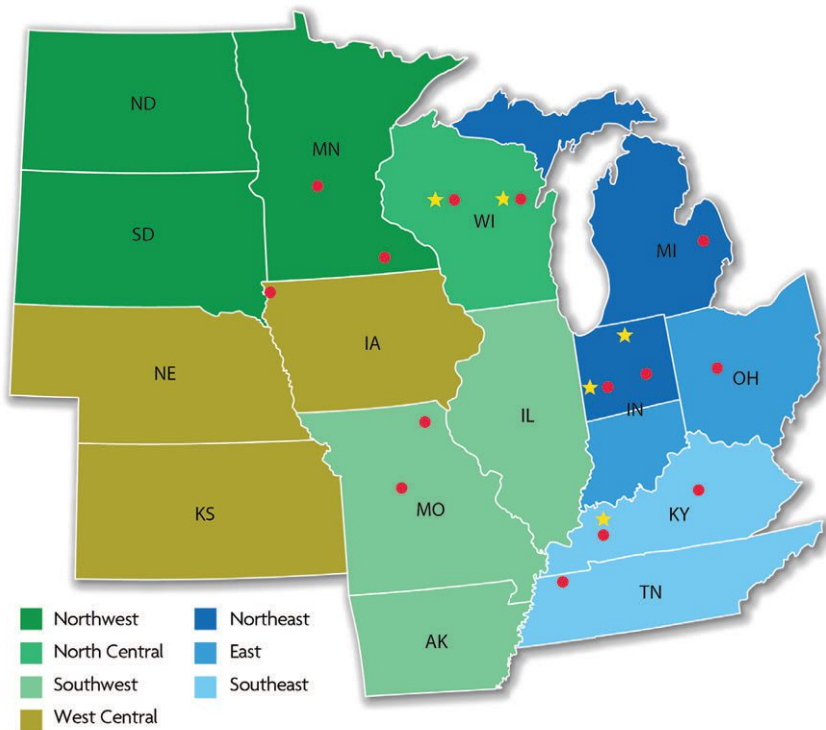 ND
MN
WI
SD
MI
IA
NE
OH
IL
IN
KS
MO
KY
TN
AK
Northwest
North Central
Southwest
West Central
Northeast
East
Southeast